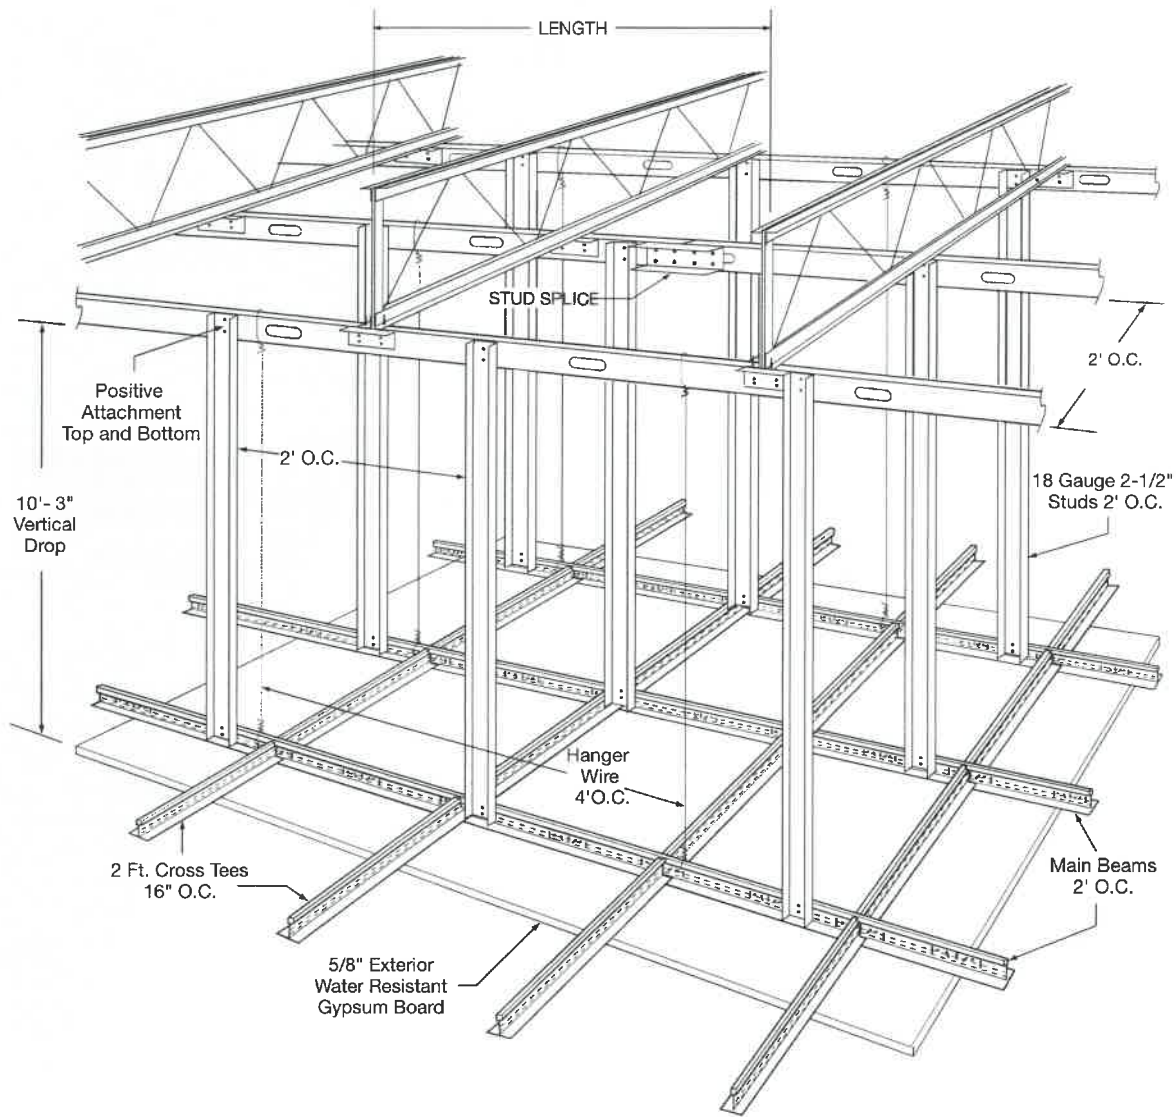 LENGTH
STUD SPLICE
2' O.C.
Positive
Attachment
Top and Bottom
2' O.C.
18 Gauge 2-1/2"
Studs 2' O.C.
10'- 3"
Vertical
Drop
Hanger
Wire
4'O.C.
2 Ft. Cross Tees
16" O.C.
Main Beams
2' O.C.
5/8" Exterior
Water Resistant
Gypsum Board